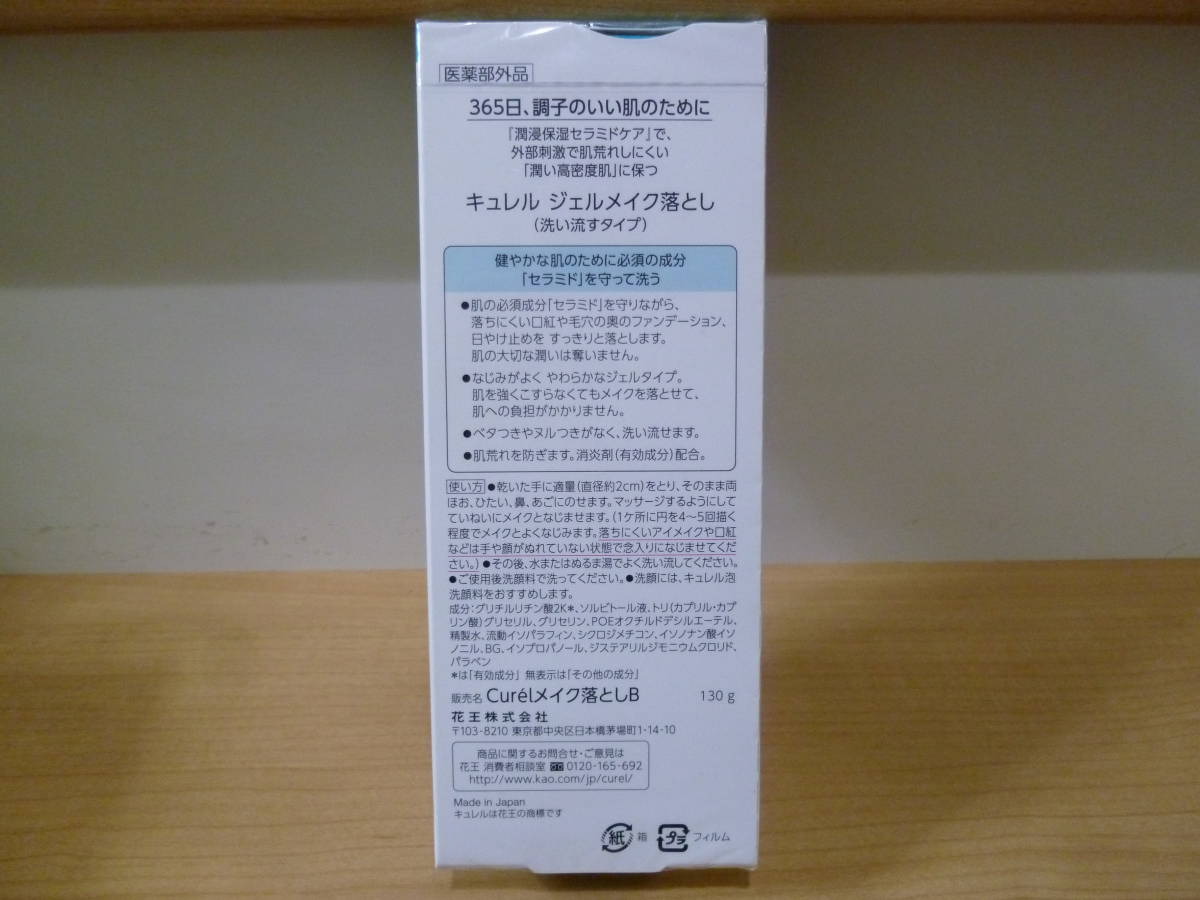 医薬部外品
365日、調子のいい肌のために
『潤浸保湿セラミドケア』で、
外部刺激で肌荒れしにくい
「潤い高密度肌」に保つ
キュレル ジェルメイク落とし
(洗い流すタイプ)
健やかな肌のために必須の成分
「セラミド」を守って洗う
●肌の必須成分「セラミド」を守りながら、
落ちにくい口紅や毛穴の奥のファンデーション、
日やけ止めを すっきりと落とします。
肌の大切な潤いは奪いません。
●なじみがよく やわらかなジェルタイプ。
肌を強くこすらなくてもメイクを落とせて、
肌への負担がかかりません。
●ベタつきやヌルつきがなく、洗い流せます。
●肌荒れを防ぎます。消炎剤(有効成分)配合。
使い方 ●乾いた手に適量(直径約2cm)をとり、そのまま両
ほお、ひたい、鼻、あごにのせます。マッサージするようにして
ていねいにメイクとなじませます。(1ケ所に円を4〜5回描く
程度でメイクとよくなじみます。落ちにくいアイメイクや口紅
などは手や顔がぬれていない状態で念入りになじませてくだ
さい。)●その後、水またはぬるま湯でよく洗い流してください。
●ご使用後洗顔料で洗ってください。●洗顔には、キュレル泡
洗顔料をおすすめします。
成分:グリチルリチン酸2K*、ソルビトール液、トリ(カプリル・カプ
リン酸)グリセリル、グリセリン、POEオクチルドデシルエーテル、
精製水、流動イソパラフィン、シクロジメチコン、イソノナン酸イソ
ノニル、BG、イソプロパノール、ジステアリルジモニウムクロリド、
パラベン
*は「有効成分」 無表示は「その他の成分」
販売名 Curélメイク落としB 130g
花王株式会社
〒103-8210 東京都中央区日本橋茅場町1-14-10
商品に関するお問合せ・ご意見は
花王 消費者相談室 0120-165-692
http://www.kao.com/jp/curel/
Made in Japan
キュレルは花王の商標です
紙 箱 プラ フィルム